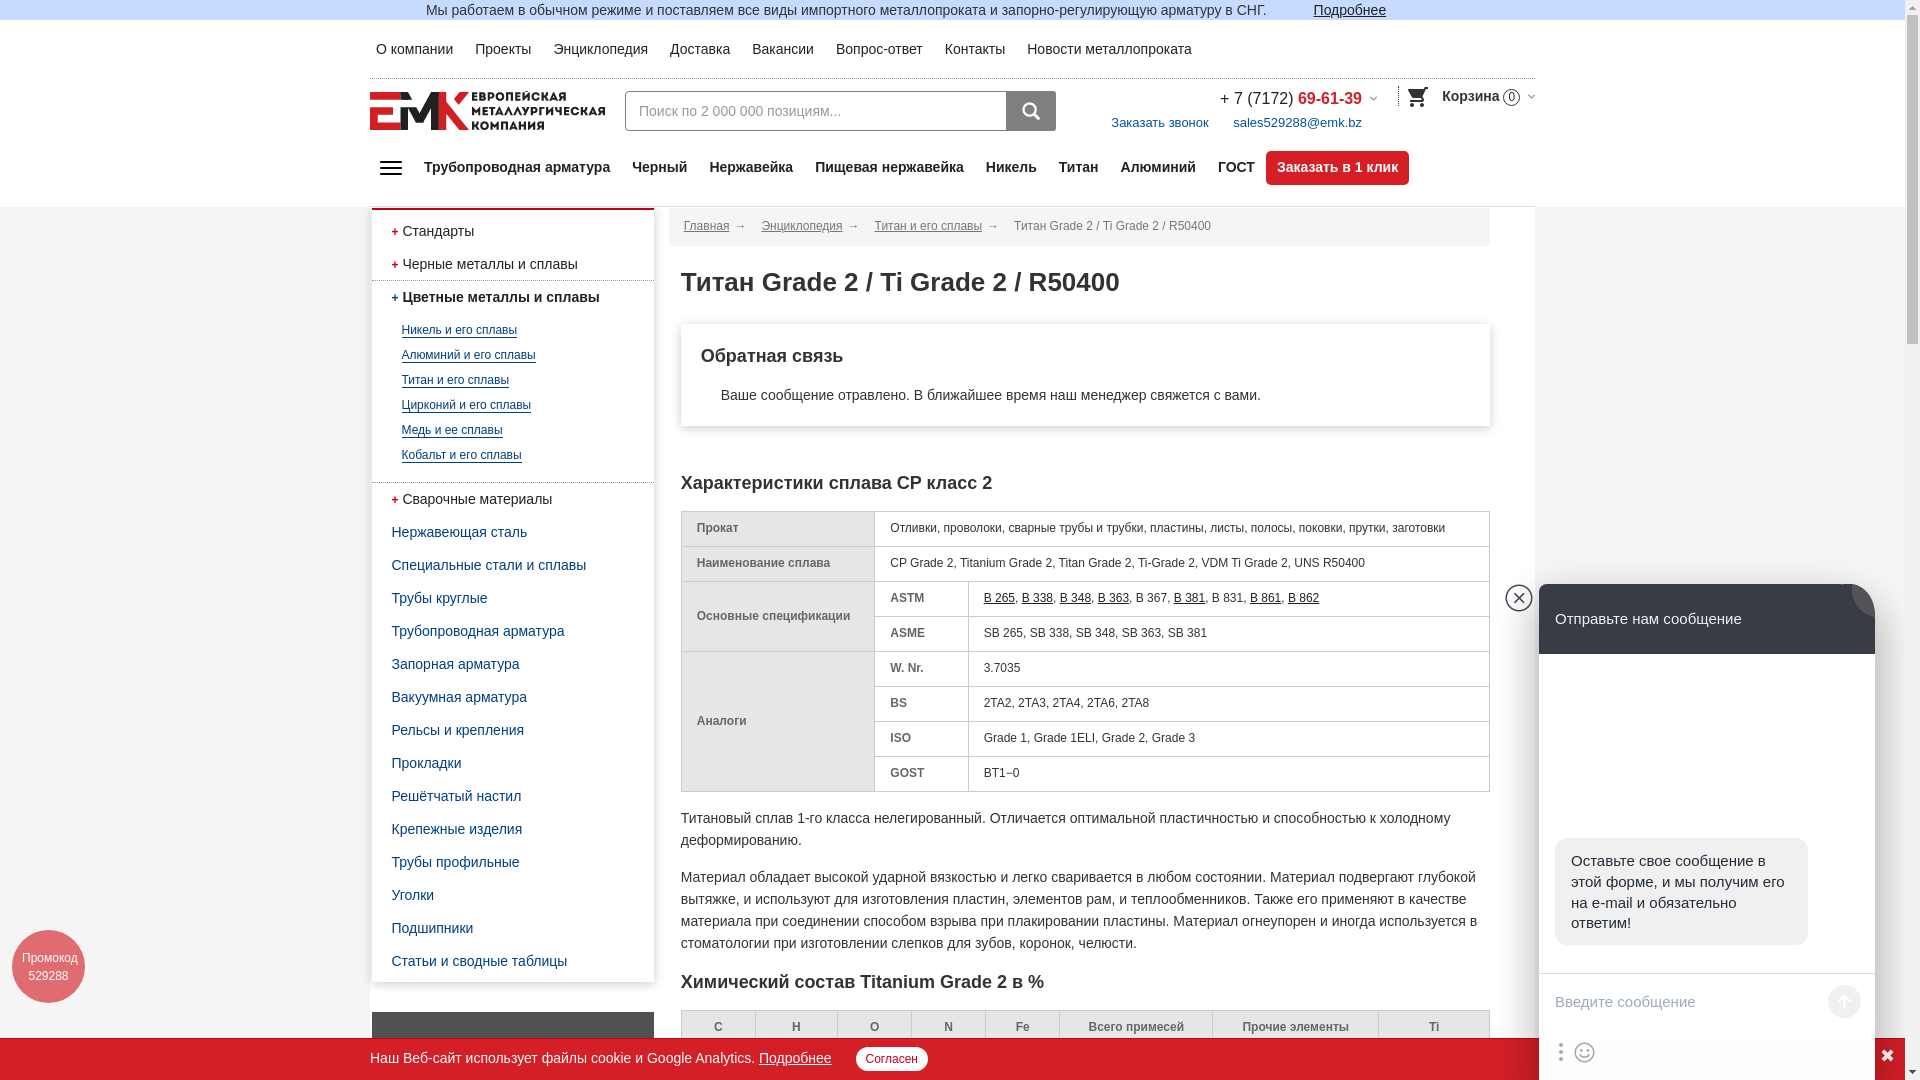 Мы работаем в обычном режиме и поставляем все виды импортного металлопроката и запорно-регулирующую арматуру в СНГ. Подробнее
О компании Проекты Энциклопедия Доставка Вакансии Вопрос-ответ Контакты Новости металлопроката
ЕМК ЕВРОПЕЙСКАЯ
МЕТАЛЛУРГИЧЕСКАЯ
КОМПАНИЯ
Поиск по 2 000 000 позициям...
+ 7 (7172) 69-61-39
Заказать звонок sales529288@emk.bz
Корзина 0
Трубопроводная арматура Черный Нержавейка Пищевая нержавейка Никель Титан Алюминий ГОСТ Заказать в 1 клик
+ Стандарты
+ Черные металлы и сплавы
+ Цветные металлы и сплавы
Никель и его сплавы
Алюминий и его сплавы
Титан и его сплавы
Цирконий и его сплавы
Медь и ее сплавы
Кобальт и его сплавы
+ Сварочные материалы
Нержавеющая сталь
Специальные стали и сплавы
Трубы круглые
Трубопроводная арматура
Запорная арматура
Вакуумная арматура
Рельсы и крепления
Прокладки
Решётчатый настил
Крепежные изделия
Трубы профильные
Уголки
Подшипники
Статьи и сводные таблицы
Главная → Энциклопедия → Титан и его сплавы → Титан Grade 2 / Ti Grade 2 / R50400
Титан Grade 2 / Ti Grade 2 / R50400
Обратная связь
Ваше сообщение отравлено. В ближайшее время наш менеджер свяжется с вами.
Характеристики сплава CP класс 2
Прокат Отливки, проволоки, сварные трубы и трубки, пластины, листы, полосы, поковки, прутки, заготовки
Наименование сплава CP Grade 2, Titanium Grade 2, Titan Grade 2, Ti-Grade 2, VDM Ti Grade 2, UNS R50400
Основные спецификации
ASTM B 265, B 338, B 348, B 363, B 367, B 381, B 831, B 861, B 862
ASME SB 265, SB 338, SB 348, SB 363, SB 381
Аналоги
W. Nr. 3.7035
BS 2TA2, 2TA3, 2TA4, 2TA6, 2TA8
ISO Grade 1, Grade 1ELI, Grade 2, Grade 3
GOST ВТ1−0
Титановый сплав 1-го класса нелегированный. Отличается оптимальной пластичностью и способностью к холодному
деформированию.
Материал обладает высокой ударной вязкостью и легко сваривается в любом состоянии. Материал подвергают глубокой
вытяжке, и используют для изготовления пластин, элементов рам, и теплообменников. Также его применяют в качестве
материала при соединении способом взрыва при плакировании пластины. Материал огнеупорен и иногда используется в
стоматологии при изготовлении слепков для зубов, коронок, челюсти.
Химический состав Titanium Grade 2 в %
C H O N Fe Всего примесей Прочие элементы Ti
Промокод
529288
Отправьте нам сообщение
Оставьте свое сообщение в
этой форме, и мы получим его
на e-mail и обязательно
ответим!
Введите сообщение
Наш Веб-сайт использует файлы cookie и Google Analytics. Подробнее Согласен